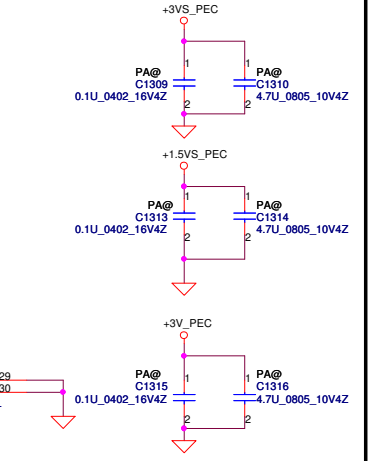 +3VS_PEC
1 1
PA@ PA@
C1309 C1310
0.1U_0402_16V4Z 4.7U_0805_10V4Z
2 2
+1.5VS_PEC
1 1
PA@ PA@
C1313 C1314
0.1U_0402_16V4Z 4.7U_0805_10V4Z
2 2
+3V_PEC
29
1 1
PA@ PA@
30
C1315 C1316
0.1U_0402_16V4Z 4.7U_0805_10V4Z
2 2